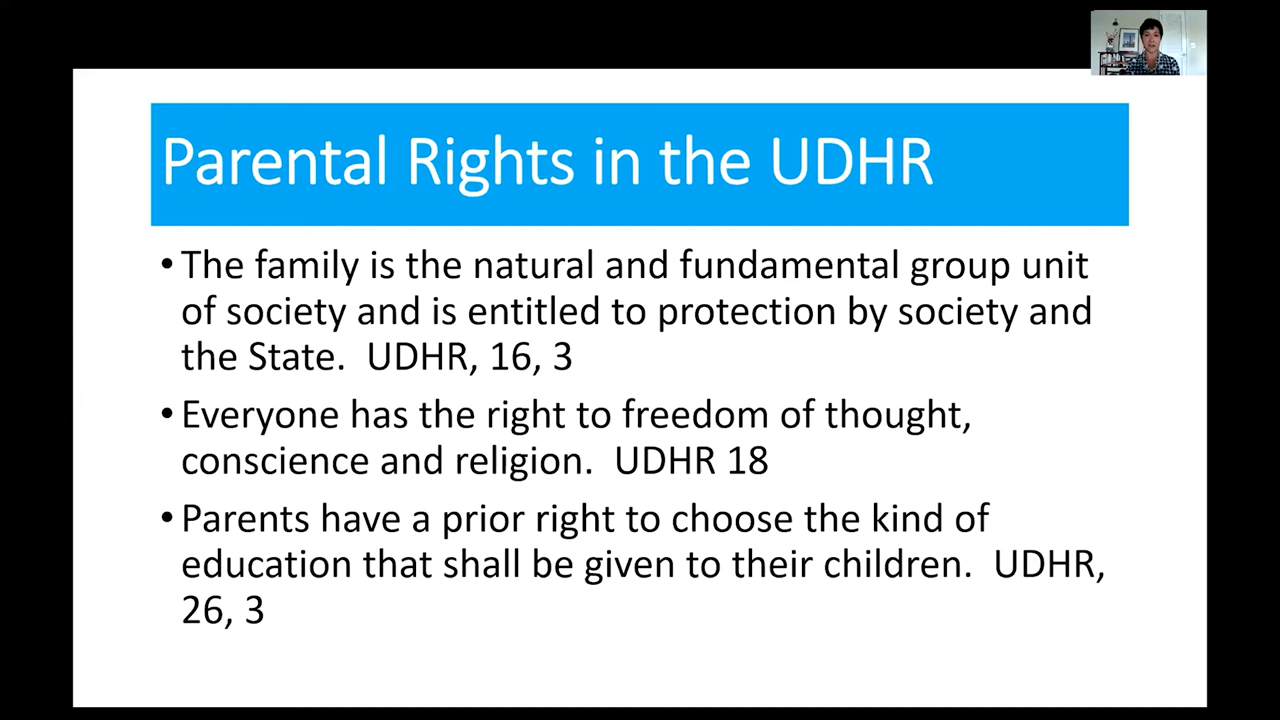 Parental Rights in the UDHR
• The family is the natural and fundamental group unit
of society and is entitled to protection by society and
the State.  UDHR, 16, 3
• Everyone has the right to freedom of thought,
conscience and religion.  UDHR 18
• Parents have a prior right to choose the kind of
education that shall be given to their children.  UDHR,
26, 3